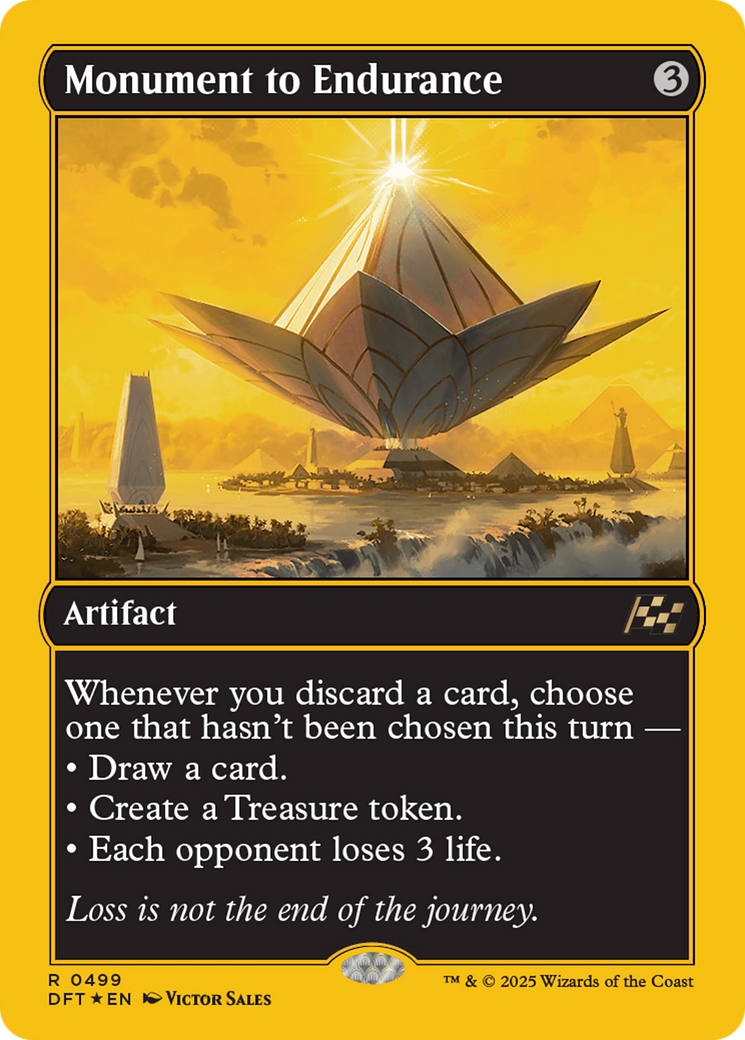 Monument to Endurance 3
Artifact
Whenever you discard a card, choose
one that hasn't been chosen this turn —
• Draw a card.
• Create a Treasure token.
• Each opponent loses 3 life.
Loss is not the end of the journey.
R 0499
DFT★EN Victor Sales
™ & © 2025 Wizards of the Coast